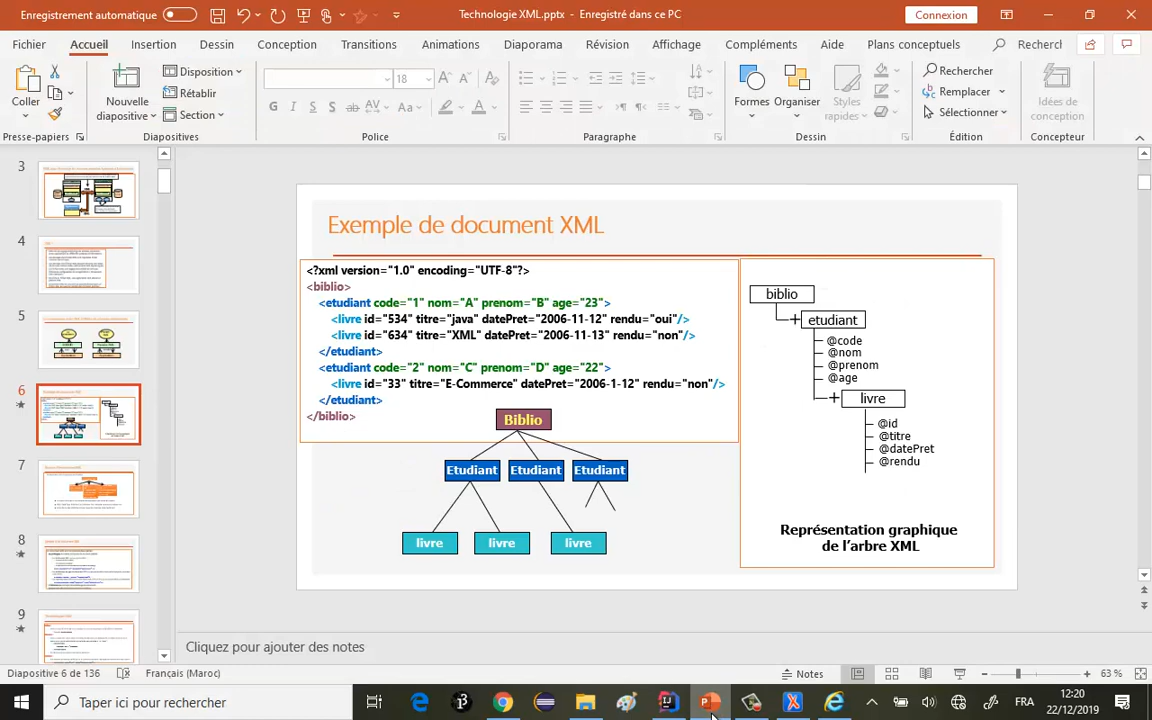 Enregistrement automatique
Technologie XML.pptx - Enregistré dans ce PC
Connexion
Fichier Accueil Insertion Dessin Conception Transitions Animations Diaporama Révision Affichage Compléments Aide Plans conceptuels Rechercl
Coller
Nouvelle diapositive
Disposition
Rétablir
Section
18
Formes
Organiser
Styles rapides
Rechercher
Remplacer
Sélectionner
Idées de conception
Presse-papiers Diapositives Police Paragraphe Dessin Édition Concepteur
3
4
5
6
7
8
9
Exemple de document XML
<?xml version="1.0" encoding="UTF-8"?>
<biblio>
<etudiant code="1" nom="A" prenom="B" age="23">
<livre id="534" titre="java" datePret="2006-11-12" rendu="oui"/>
<livre id="634" titre="XML" datePret="2006-11-13" rendu="non"/>
</etudiant>
<etudiant code="2" nom="C" prenom="D" age="22">
<livre id="33" titre="E-Commerce" datePret="2006-1-12" rendu="non"/>
</etudiant>
</biblio>
Biblio
Etudiant Etudiant Etudiant
livre livre livre
biblio
etudiant
@code
@nom
@prenom
@age
livre
@id
@titre
@datePret
@rendu
Représentation graphique
de l'arbre XML
Cliquez pour ajouter des notes
Diapositive 6 de 136 Français (Maroc) Notes 63 %
Taper ici pour rechercher
FRA
12:20
22/12/2019